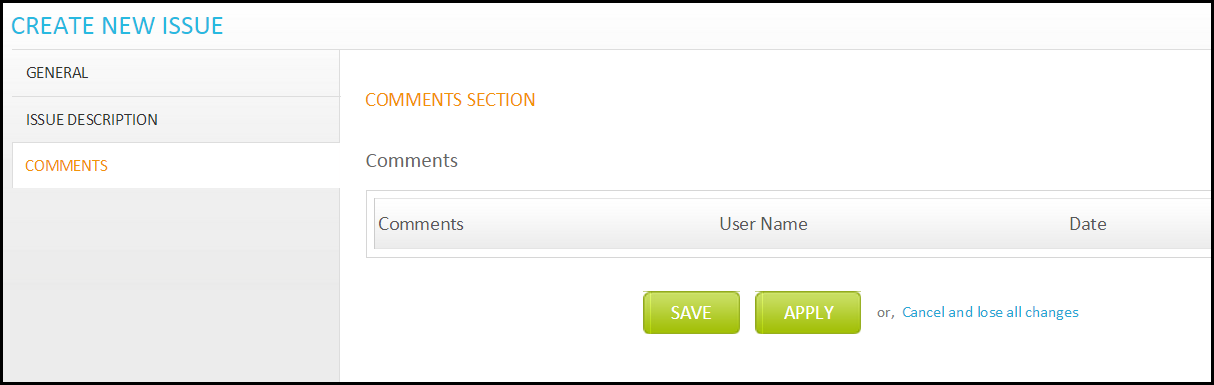 CREATE NEW ISSUE
GENERAL
ISSUE DESCRIPTION
COMMENTS
COMMENTS SECTION
Comments
Comments User Name Date
SAVE APPLY or, Cancel and lose all changes